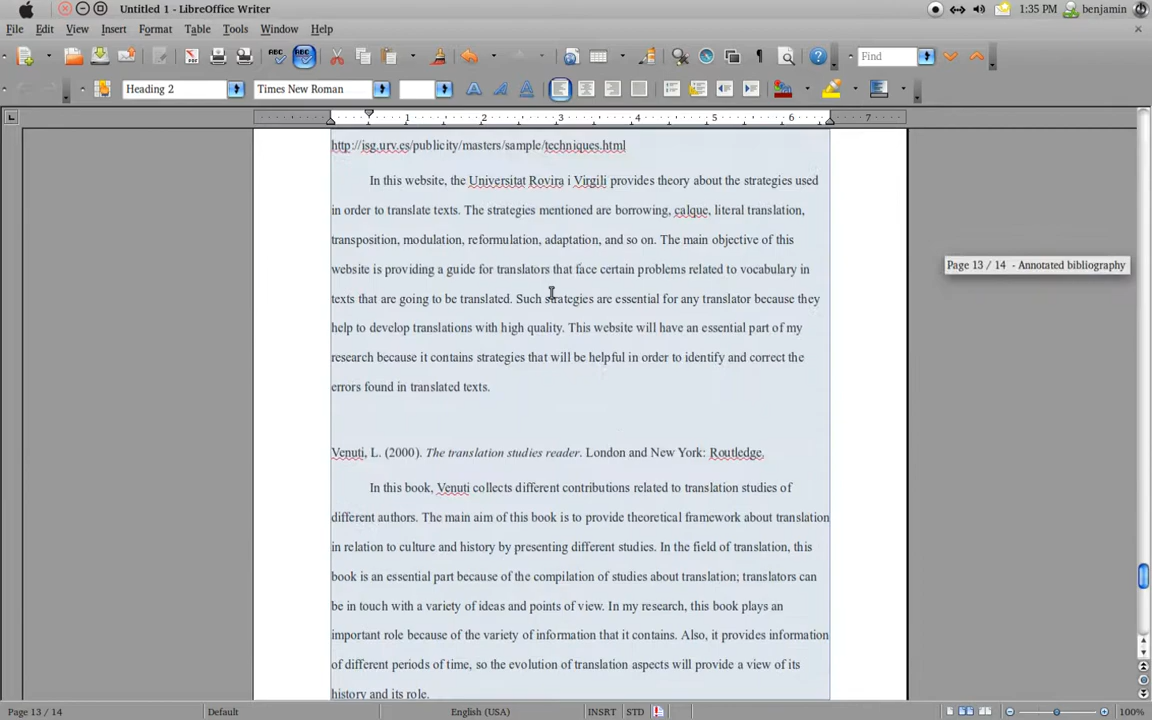 Untitled 1 - LibreOffice Writer
1:35 PM
benjamin
File Edit View Insert Format Table Tools Window Help
Find
Heading 2
Times New Roman
1 2 3 4 5 6 7
http://isg.urv.es/publicity/masters/sample/techniques.html
In this website, the Universitat Rovira i Virgili provides theory about the strategies used
in order to translate texts. The strategies mentioned are borrowing, calque, literal translation,
transposition, modulation, reformulation, adaptation, and so on. The main objective of this
website is providing a guide for translators that face certain problems related to vocabulary in
texts that are going to be translated. Such strategies are essential for any translator because they
help to develop translations with high quality. This website will have an essential part of my
research because it contains strategies that will be helpful in order to identify and correct the
errors found in translated texts.
Page 13 / 14 - Annotated bibliography
Venuti, L. (2000). The translation studies reader. London and New York: Routledge.
In this book, Venuti collects different contributions related to translation studies of
different authors. The main aim of this book is to provide theoretical framework about translation
in relation to culture and history by presenting different studies. In the field of translation, this
book is an essential part because of the compilation of studies about translation; translators can
be in touch with a variety of ideas and points of view. In my research, this book plays an
important role because of the variety of information that it contains. Also, it provides information
of different periods of time, so the evolution of translation aspects will provide a view of its
history and its role.
Page 13 / 14 Default English (USA) INSRT STD 100%